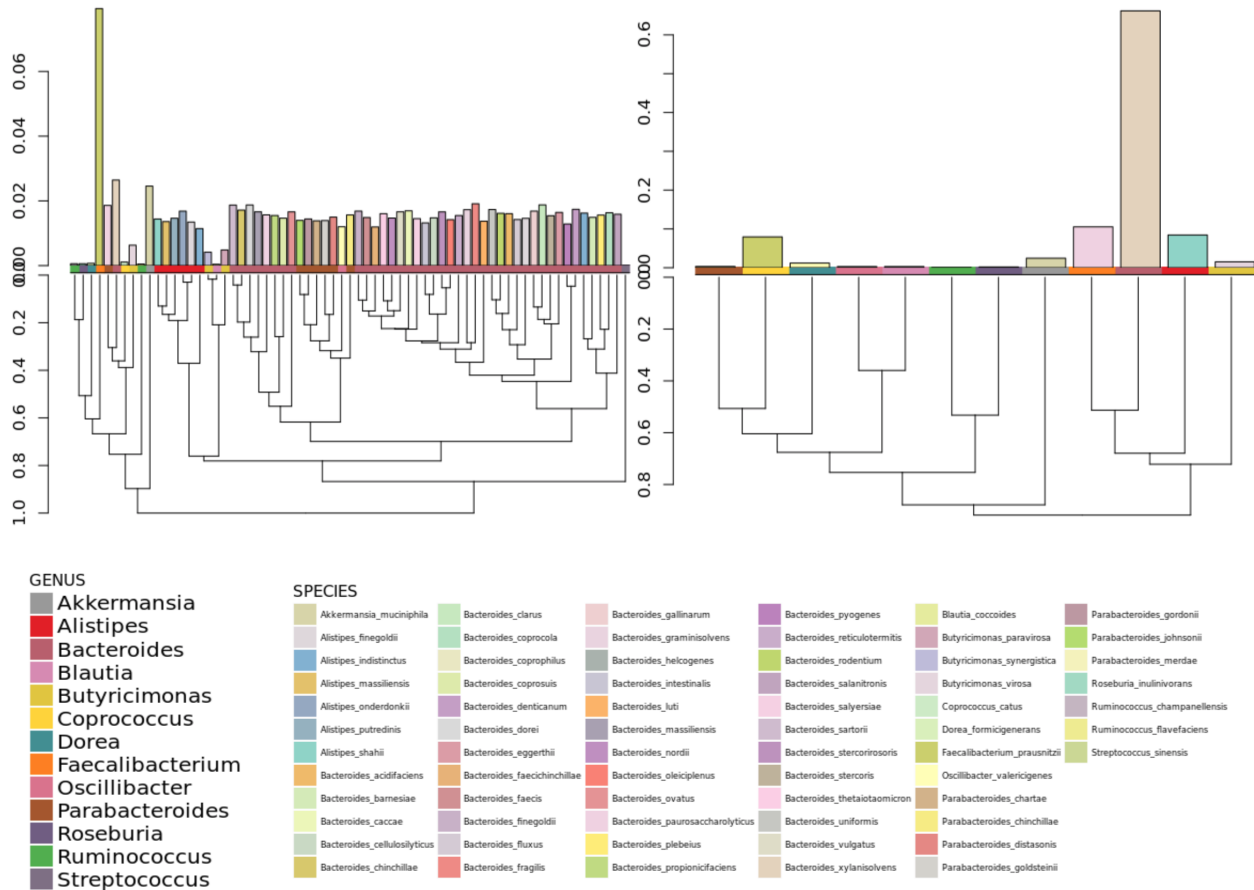 0.00
0.02
0.04
0.06
0.2
0.4
0.6
0.8
1.0
0.0
0.2
0.4
0.6
0.2
0.4
0.6
0.8
GENUS
Akkermansia
Alistipes
Bacteroides
Blautia
Butyricimonas
Coprococcus
Dorea
Faecalibacterium
Oscillibacter
Parabacteroides
Roseburia
Ruminococcus
Streptococcus
SPECIES
Akkermansia_muciniphila
Alistipes_finegoldii
Alistipes_indistinctus
Alistipes_massiliensis
Alistipes_onderdonkii
Alistipes_putredinis
Alistipes_shahii
Bacteroides_acidifaciens
Bacteroides_barnesiae
Bacteroides_caccae
Bacteroides_cellulosilyticus
Bacteroides_chinchillae
Bacteroides_clarus
Bacteroides_coprocola
Bacteroides_coprophilus
Bacteroides_coprosuis
Bacteroides_denticanum
Bacteroides_dorei
Bacteroides_eggerthii
Bacteroides_faecichinchillae
Bacteroides_faecis
Bacteroides_finegoldii
Bacteroides_fluxus
Bacteroides_fragilis
Bacteroides_gallinarum
Bacteroides_graminisolvens
Bacteroides_helcogenes
Bacteroides_intestinalis
Bacteroides_luti
Bacteroides_massiliensis
Bacteroides_nordii
Bacteroides_oleiciplenus
Bacteroides_ovatus
Bacteroides_paurosaccharolyticus
Bacteroides_plebeius
Bacteroides_propionicifaciens
Bacteroides_pyogenes
Bacteroides_reticulotermitis
Bacteroides_rodentium
Bacteroides_salanitronis
Bacteroides_salyersiae
Bacteroides_sartorii
Bacteroides_stercorirosoris
Bacteroides_stercoris
Bacteroides_thetaiotaomicron
Bacteroides_uniformis
Bacteroides_vulgatus
Bacteroides_xylanisolvens
Blautia_coccoides
Butyricimonas_paravirosa
Butyricimonas_synergistica
Butyricimonas_virosa
Coprococcus_catus
Dorea_formicigenerans
Faecalibacterium_prausnitzii
Oscillibacter_valericigenes
Parabacteroides_chartae
Parabacteroides_chinchillae
Parabacteroides_distasonis
Parabacteroides_goldsteinii
Parabacteroides_gordonii
Parabacteroides_johnsonii
Parabacteroides_merdae
Roseburia_inulinivorans
Ruminococcus_champanellensis
Ruminococcus_flavefaciens
Streptococcus_sinensis